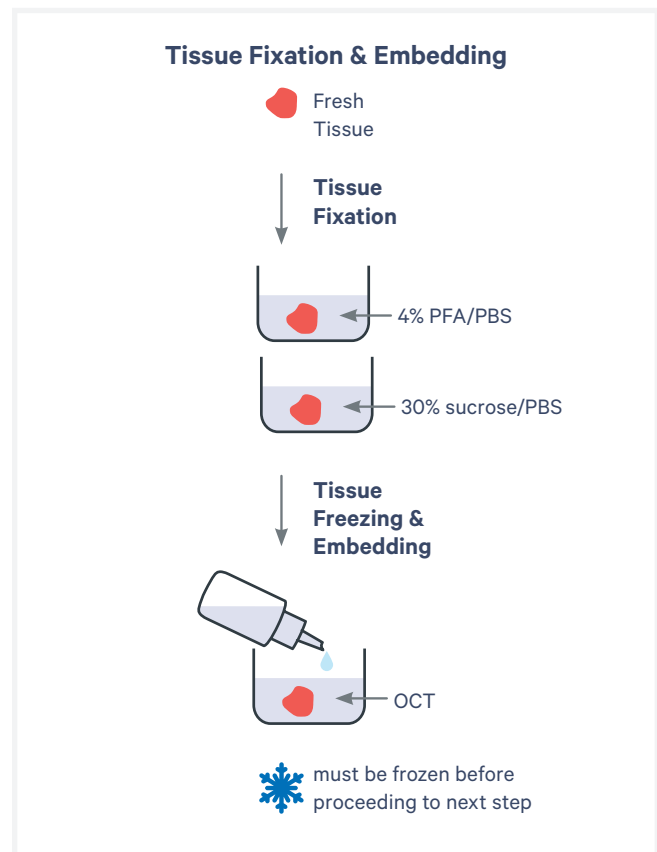 Tissue Fixation & Embedding
Fresh
Tissue
Tissue
Fixation
4% PFA/PBS
30% sucrose/PBS
Tissue
Freezing &
Embedding
OCT
must be frozen before
proceeding to next step